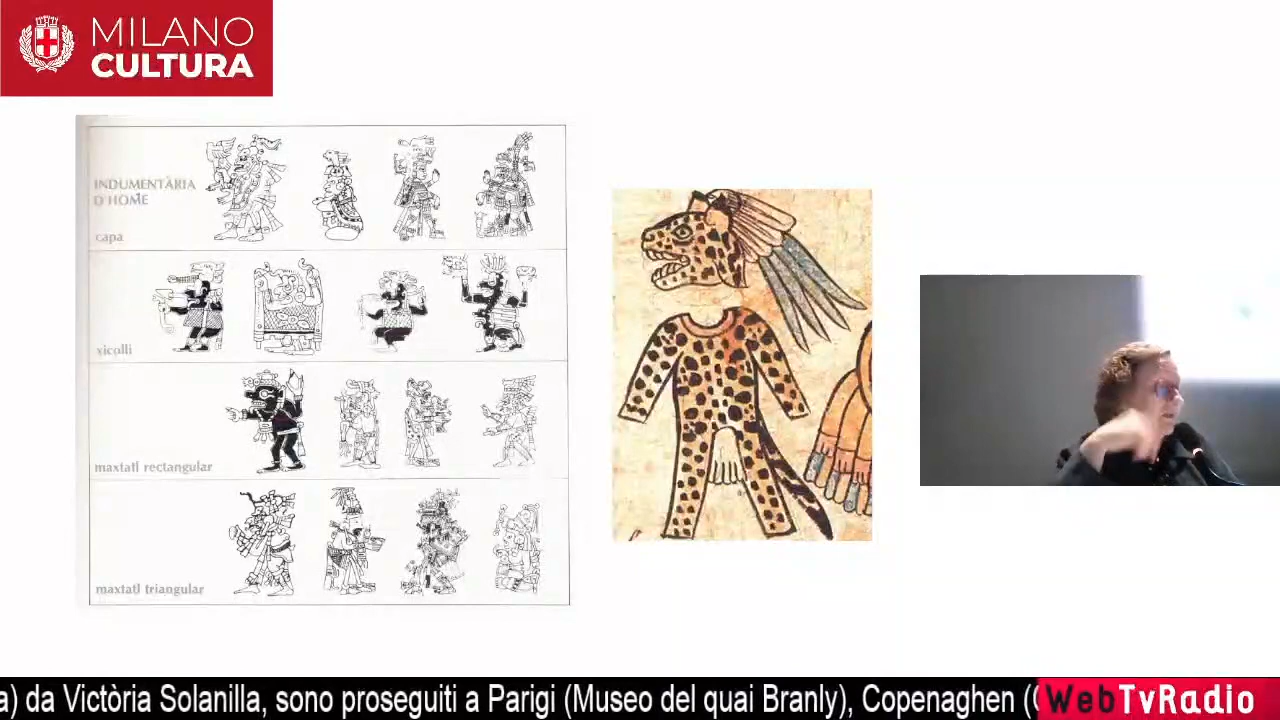 MILANO
CULTURA
INDUMENTÀRIA
D'HOME
capa
xicolli
maxtatl rectangular
maxtatl triangular
a) da Victòria Solanilla, sono proseguiti a Parigi (Museo del quai Branly), Copenaghen (
WebTvRadio